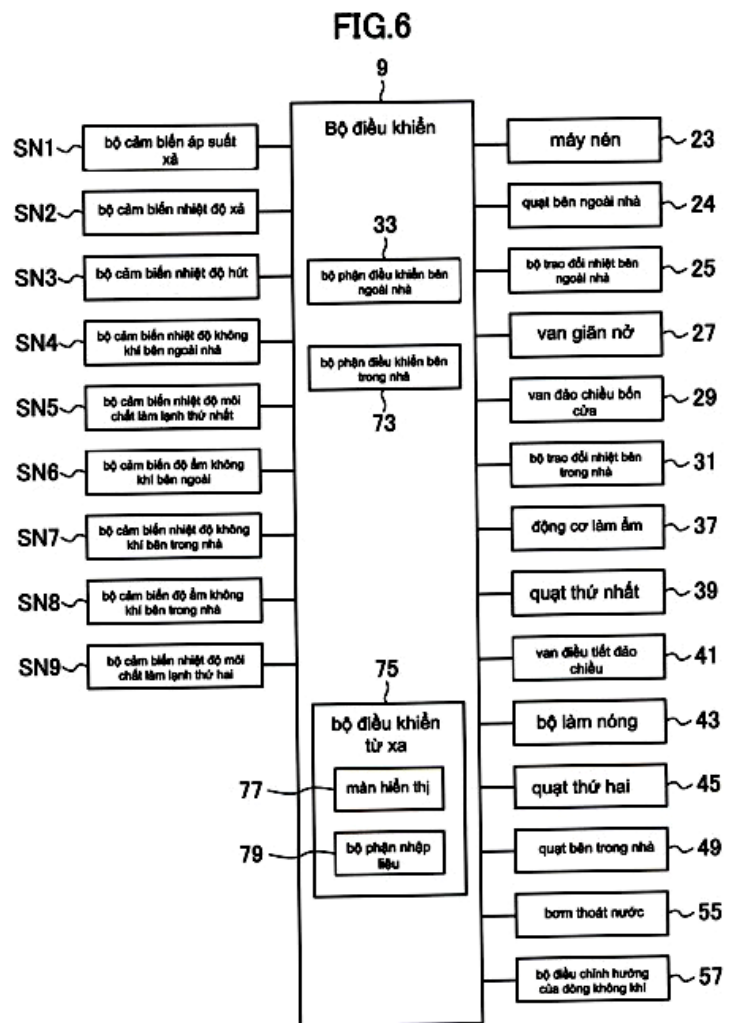 FIG.6
9
Bộ điều khiển
SN1
bộ cảm biến áp suất
xả
SN2
bộ cảm biến nhiệt độ xả
SN3
bộ cảm biến nhiệt độ hút
SN4
bộ cảm biến nhiệt độ không
khí bên ngoài nhà
SN5
bộ cảm biến nhiệt độ môi
chất làm lạnh thứ nhất
SN6
bộ cảm biến độ ẩm không
khí bên ngoài
SN7
bộ cảm biến nhiệt độ không
khí bên trong nhà
SN8
bộ cảm biến độ ẩm không
khí bên trong nhà
SN9
bộ cảm biến nhiệt độ môi
chất làm lạnh thứ hai
33
bộ phận điều khiển bên
ngoài nhà
bộ phận điều khiển bên
trong nhà
73
75
bộ điều khiển
từ xa
77
màn hiển thị
79
bộ phận nhập
liệu
máy nén
23
quạt bên ngoài nhà
24
bộ trao đổi nhiệt bên
ngoài nhà
25
van giãn nở
27
van đảo chiều bốn
cửa
29
bộ trao đổi nhiệt bên
trong nhà
31
động cơ làm ẩm
37
quạt thứ nhất
39
van điều tiết đảo
chiều
41
bộ làm nóng
43
quạt thứ hai
45
quạt bên trong nhà
49
bơm thoát nước
55
bộ điều chỉnh hướng
của dòng không khí
57